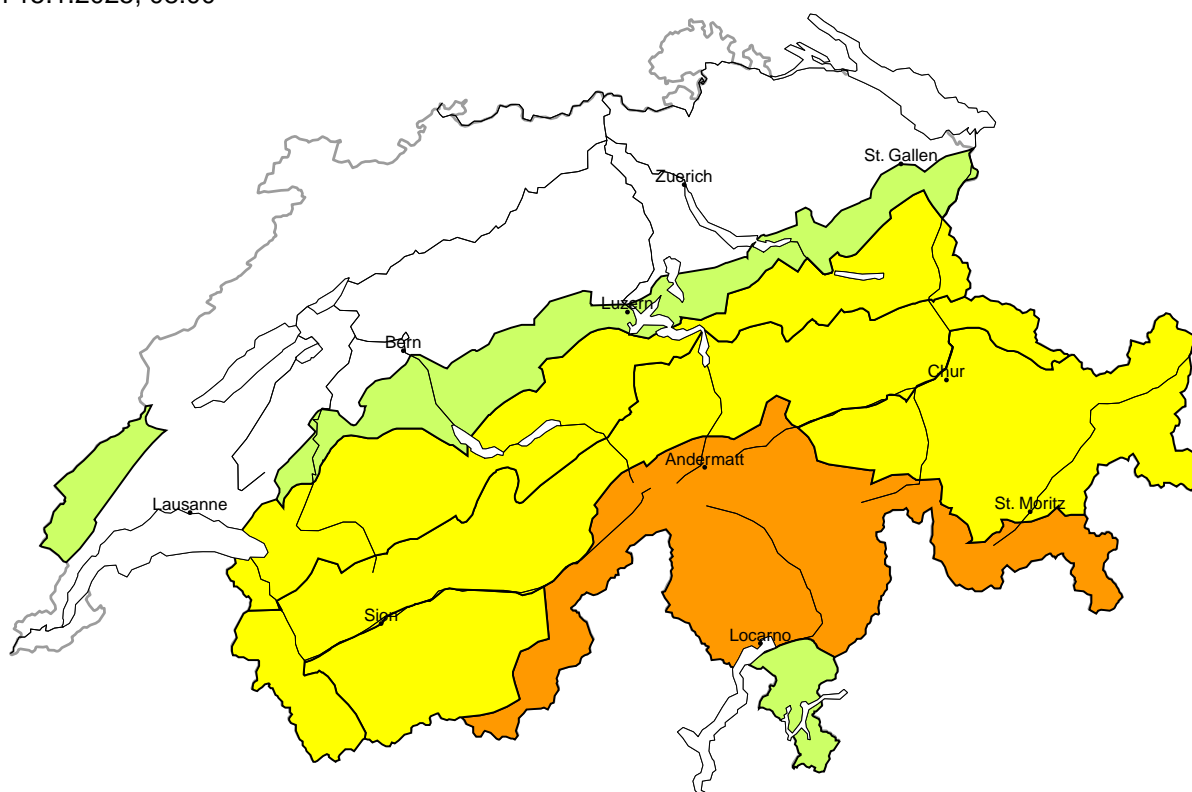 St. Gallen
Zuerich
Luzern
Bern
Chur
Andermatt
St. Moritz
Lausanne
Sion
Locarno